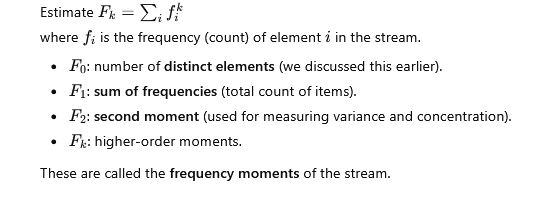 Estimate $F_k = \sum_i f_i^k$
where $f_i$ is the frequency (count) of element $i$ in the stream.
• $F_0$: number of distinct elements (we discussed this earlier).
• $F_1$: sum of frequencies (total count of items).
• $F_2$: second moment (used for measuring variance and concentration).
• $F_k$: higher-order moments.
These are called the frequency moments of the stream.